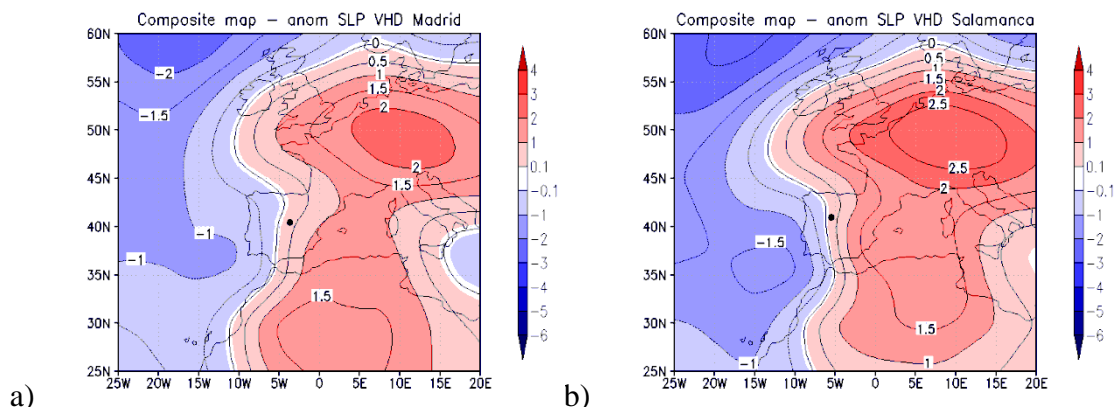 Composite map – anom SLP VHD Madrid
60N
55N
50N
45N
40N
35N
30N
25N
25W 20W 15W 10W 5W 0 5E 10E 15E 20E
0
0.5
1
1.5
2
-2
-1.5
2
1.5
-1
-1
1.5
4
3
2
1
0.1
-0.1
-1
-2
-3
-4
-5
-6
a)
Composite map – anom SLP VHD Salamanca
60N
55N
50N
45N
40N
35N
30N
25N
25W 20W 15W 10W 5W 0 5E 10E 15E 20E
0
0.5
1
1.5
2
2.5
2.5
2
-1.5
1.5
-1
1
4
3
2
1
0.1
-0.1
-1
-2
-3
-4
-5
-6
b)